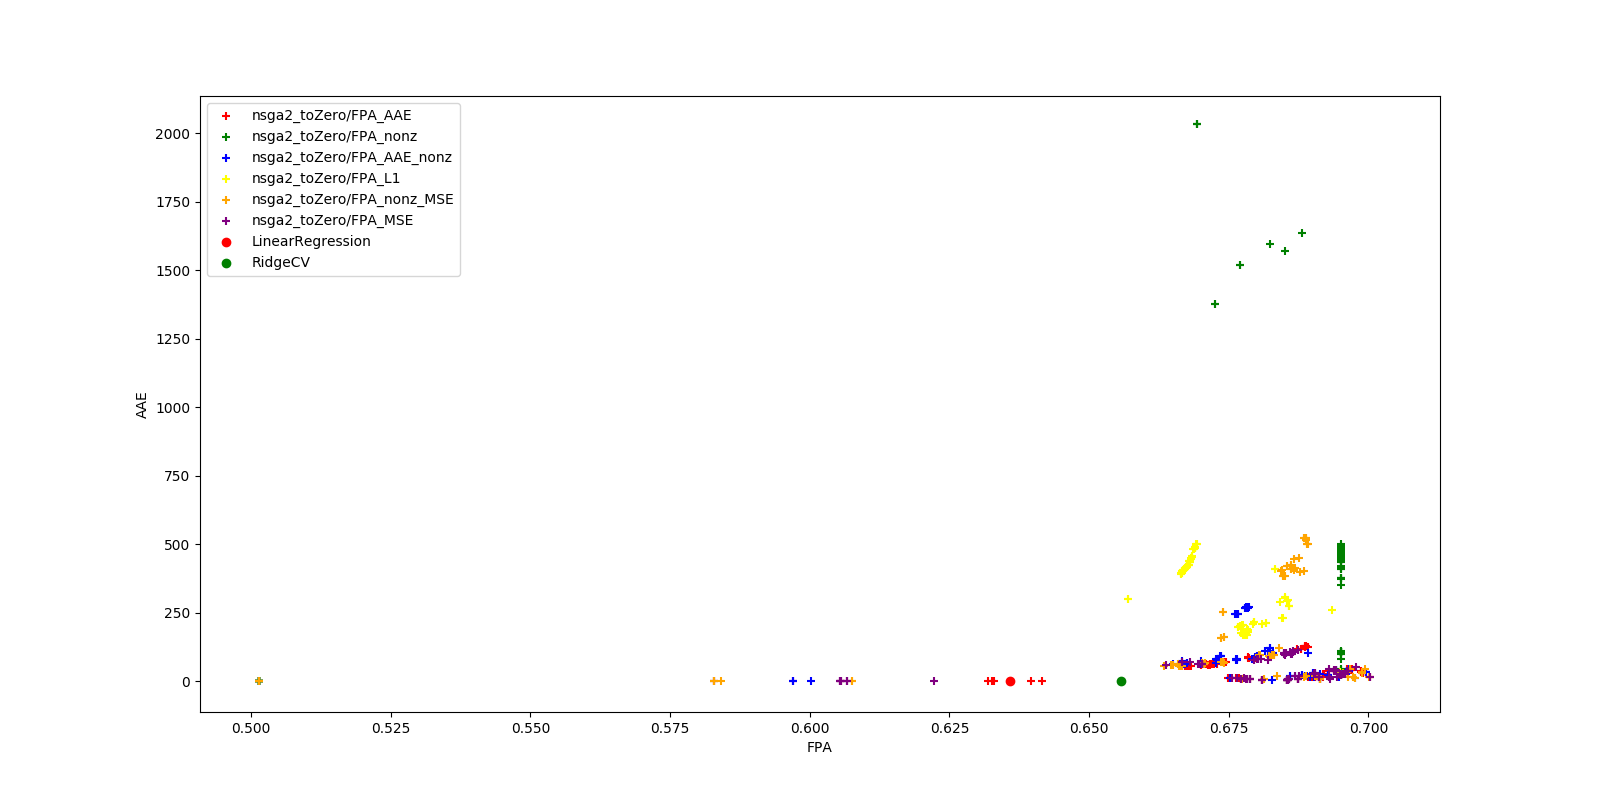 nsga2_toZero/FPA_AAE
nsga2_toZero/FPA_nonz
nsga2_toZero/FPA_AAE_nonz
nsga2_toZero/FPA_L1
nsga2_toZero/FPA_nonz_MSE
nsga2_toZero/FPA_MSE
LinearRegression
RidgeCV
2000
1750
1500
1250
1000
750
500
250
0
AAE
0.500 0.525 0.550 0.575 0.600 0.625 0.650 0.675 0.700
FPA